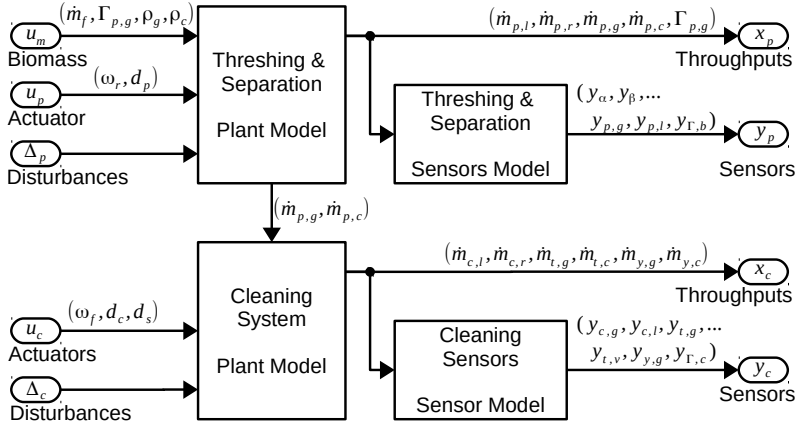 (ṁ_f, Γ_{p,g}, ρ_g, ρ_c)
u_m
Biomass
(ω_r, d_p)
u_p
Actuator
Δ_p
Disturbances
Threshing &
Separation
Plant Model
(ṁ_{p,l}, ṁ_{p,r}, ṁ_{p,g}, ṁ_{p,c}, Γ_{p,g})
x_p
Throughputs
Threshing &
Separation
Sensors Model
(y_α, y_β, ...
y_{p,g}, y_{p,l}, y_{Γ,b})
y_p
Sensors
(ṁ_{p,g}, ṁ_{p,c})
Cleaning
System
Plant Model
(ω_f, d_c, d_s)
u_c
Actuators
Δ_c
Disturbances
(ṁ_{c,l}, ṁ_{c,r}, ṁ_{t,g}, ṁ_{t,c}, ṁ_{y,g}, ṁ_{y,c})
x_c
Throughputs
Cleaning
Sensors
Sensor Model
(y_{c,g}, y_{c,l}, y_{t,g}, ...
y_{t,v}, y_{y,g}, y_{Γ,c})
y_c
Sensors